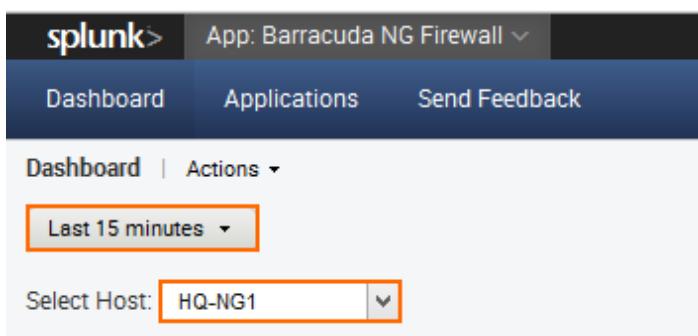 splunk> App: Barracuda NG Firewall
Dashboard Applications Send Feedback
Dashboard | Actions
Last 15 minutes
Select Host: HQ-NG1